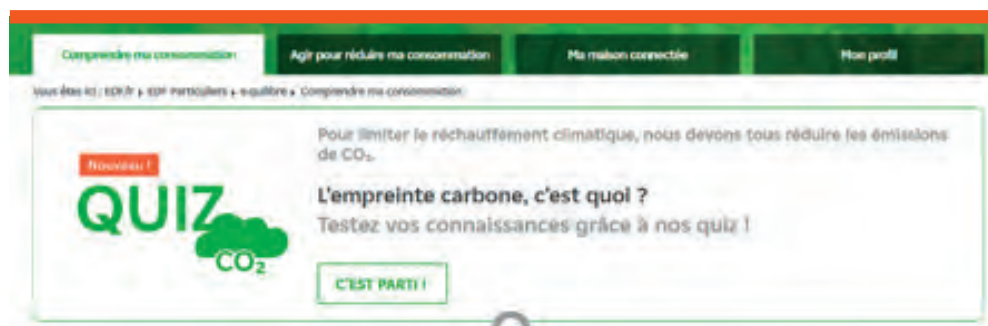 Comprendre ma consommation
Agir pour réduire ma consommation
Ma maison connectée
Mon profil
Vous êtes ici : EDF.fr EDF Particuliers e-quilibre Comprendre ma consommation
Pour limiter le réchauffement climatique, nous devons tous réduire les émissions
de CO₂.
Nouveau !
QUIZ
CO₂
L'empreinte carbone, c'est quoi ?
Testez vos connaissances grâce à nos quiz !
C'EST PARTI !